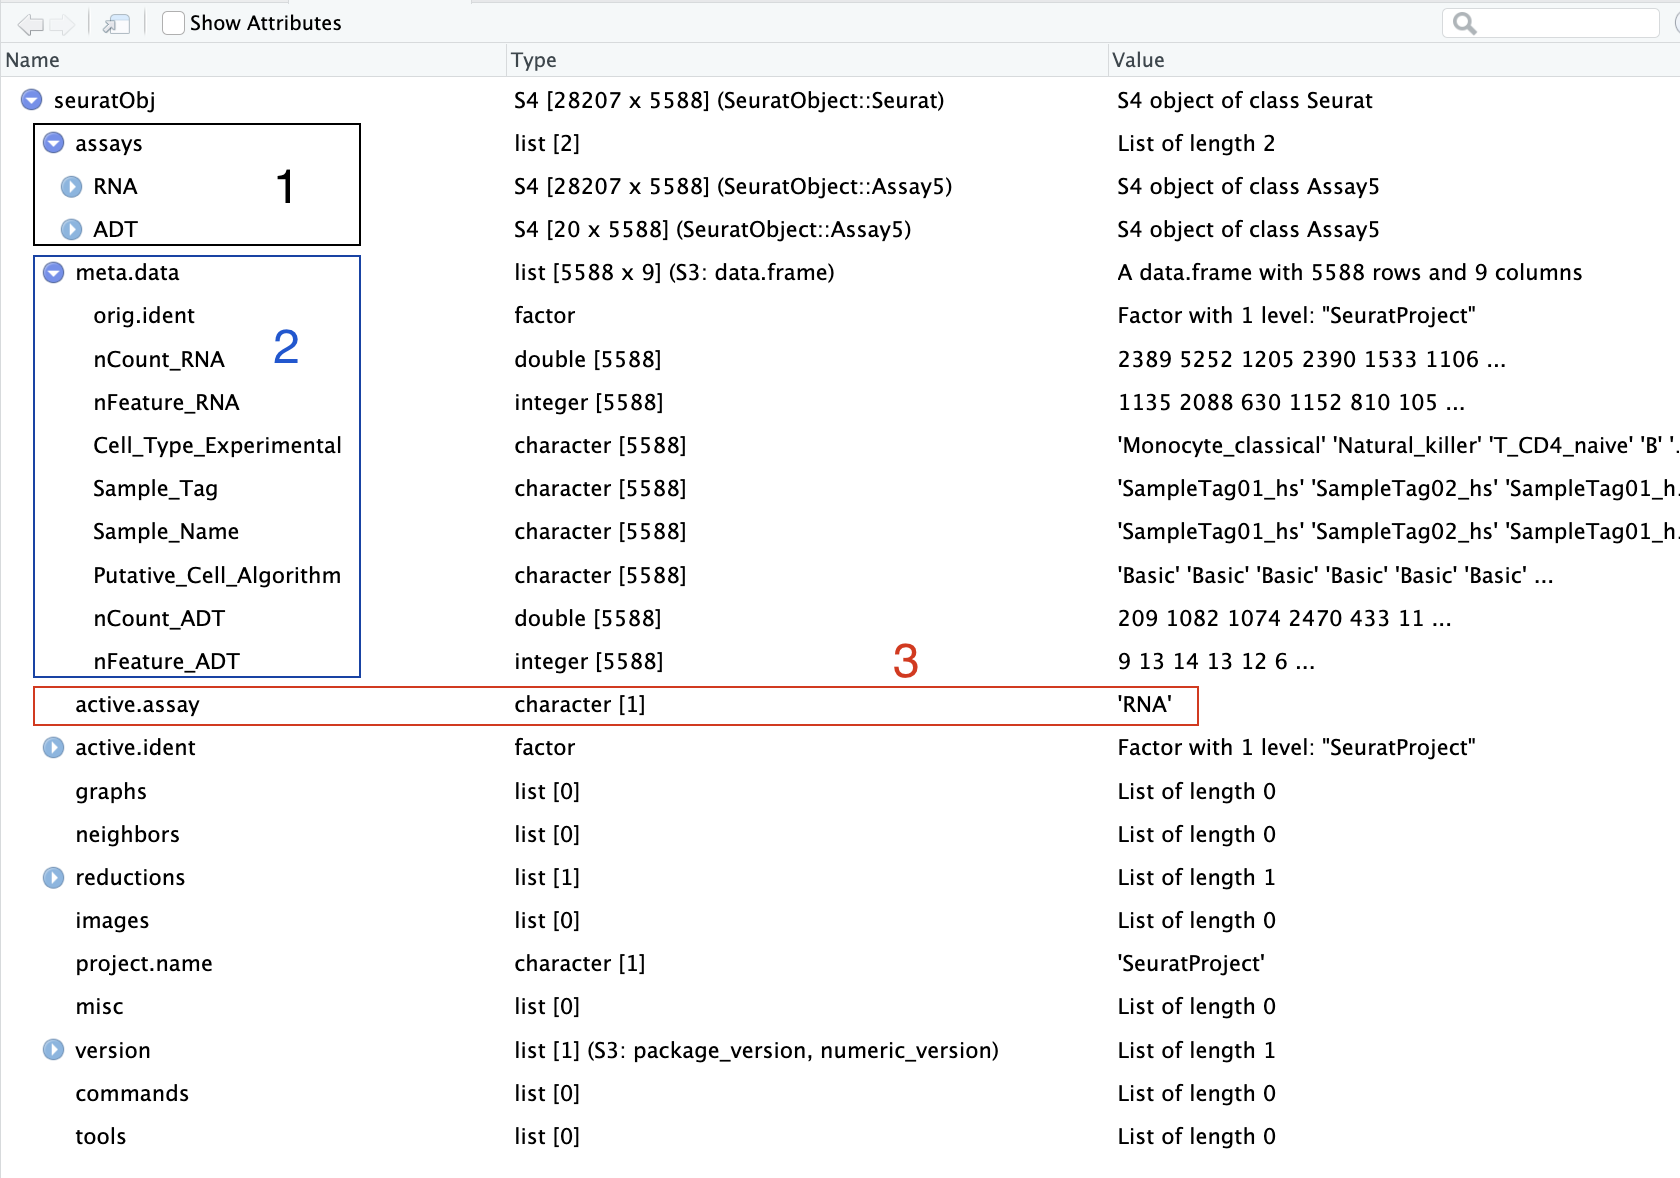 Show Attributes
Name Type Value
seuratObj S4 [28207 x 5588] (SeuratObject::Seurat) S4 object of class Seurat
assays list [2] List of length 2
1
RNA S4 [28207 x 5588] (SeuratObject::Assay5) S4 object of class Assay5
ADT S4 [20 x 5588] (SeuratObject::Assay5) S4 object of class Assay5
meta.data list [5588 x 9] (S3: data.frame) A data.frame with 5588 rows and 9 columns
orig.ident factor Factor with 1 level: "SeuratProject"
2
nCount_RNA double [5588] 2389 5252 1205 2390 1533 1106 ...
nFeature_RNA integer [5588] 1135 2088 630 1152 810 105 ...
Cell_Type_Experimental character [5588] 'Monocyte_classical' 'Natural_killer' 'T_CD4_naive' 'B' '.
Sample_Tag character [5588] 'SampleTag01_hs' 'SampleTag02_hs' 'SampleTag01_h.
Sample_Name character [5588] 'SampleTag01_hs' 'SampleTag02_hs' 'SampleTag01_h.
Putative_Cell_Algorithm character [5588] 'Basic' 'Basic' 'Basic' 'Basic' 'Basic' 'Basic' ...
nCount_ADT double [5588] 209 1082 1074 2470 433 11 ...
nFeature_ADT integer [5588] 9 13 14 13 12 6 ...
3
active.assay character [1] 'RNA'
active.ident factor Factor with 1 level: "SeuratProject"
graphs list [0] List of length 0
neighbors list [0] List of length 0
reductions list [1] List of length 1
images list [0] List of length 0
project.name character [1] 'SeuratProject'
misc list [0] List of length 0
version list [1] (S3: package_version, numeric_version) List of length 1
commands list [0] List of length 0
tools list [0] List of length 0